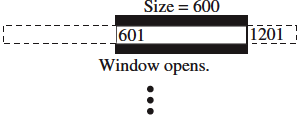 Size = 600
601 1201
Window opens.